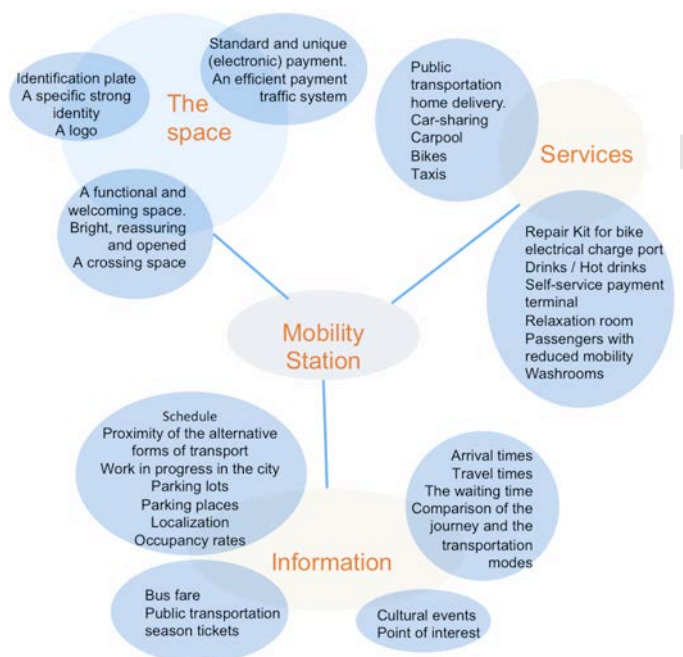 Identification plate
A specific strong
identity
A logo
The
space
Standard and unique
(electronic) payment.
An efficient payment
traffic system
A functional and
welcoming space.
Bright, reassuring
and opened
A crossing space
Public
transportation
home delivery.
Car-sharing
Carpool
Bikes
Taxis
Services
Repair Kit for bike
electrical charge port
Drinks / Hot drinks
Self-service payment
terminal
Relaxation room
Passengers with
reduced mobility
Washrooms
Mobility
Station
Schedule
Proximity of the alternative
forms of transport
Work in progress in the city
Parking lots
Parking places
Localization
Occupancy rates
Arrival times
Travel times
The waiting time
Comparison of the
journey and the
transportation
modes
Information
Bus fare
Public transportation
season tickets
Cultural events
Point of interest